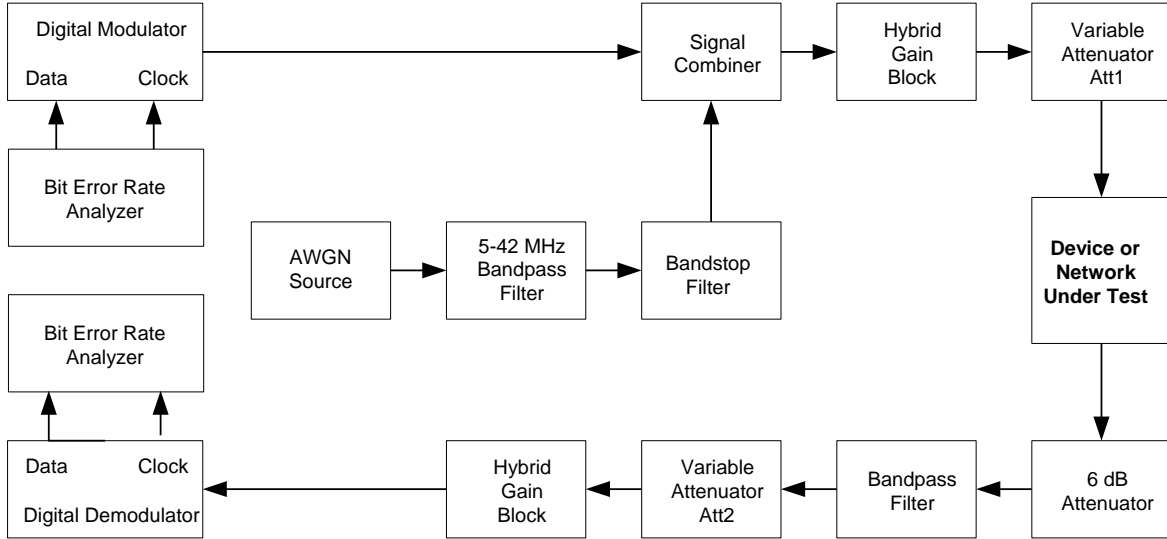 Digital Modulator
Data Clock
Bit Error Rate
Analyzer
Signal
Combiner
Hybrid
Gain
Block
Variable
Attenuator
Att1
AWGN
Source
5-42 MHz
Bandpass
Filter
Bandstop
Filter
Device or
Network
Under Test
Bit Error Rate
Analyzer
Data Clock
Digital Demodulator
Hybrid
Gain
Block
Variable
Attenuator
Att2
Bandpass
Filter
6 dB
Attenuator